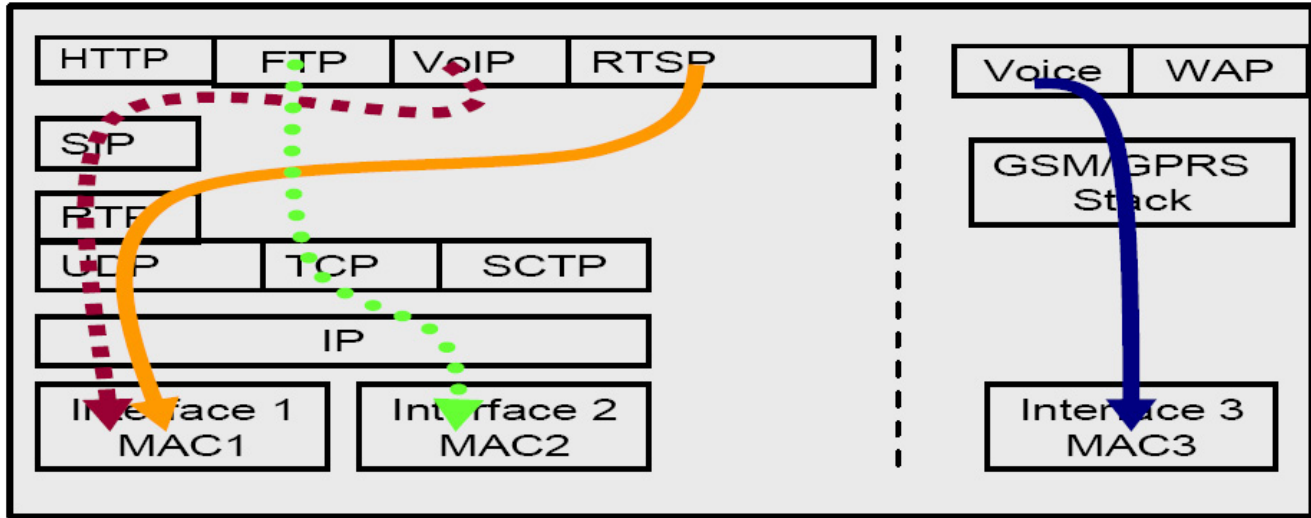 HTTP FTP VoIP RTSP
Voice WAP
SIP
GSM/GPRS
Stack
RTP
UDP TCP SCTP
IP
Interface 1
MAC1
Interface 2
MAC2
Interface 3
MAC3